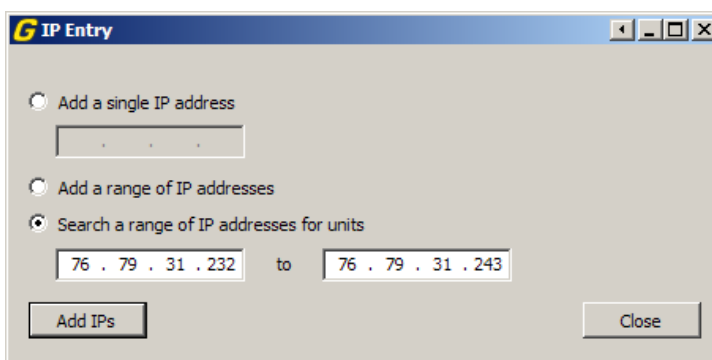 G IP Entry
Add a single IP address
. . .
Add a range of IP addresses
Search a range of IP addresses for units
76 . 79 . 31 . 232 to 76 . 79 . 31 . 243
Add IPs Close